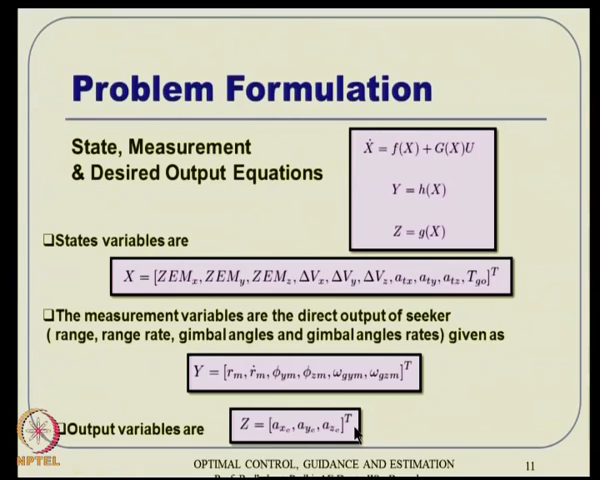 Problem Formulation
State, Measurement
& Desired Output Equations
Ẋ = f(X) + G(X)U
Y = h(X)
Z = g(X)
❑States variables are
X = [ZEM_x, ZEM_y, ZEM_z, ΔV_x, ΔV_y, ΔV_z, a_tx, a_ty, a_tz, T_go]^T
❑The measurement variables are the direct output of seeker
( range, range rate, gimbal angles and gimbal angles rates) given as
Y = [r_m, ṙ_m, ϕ_ym, ϕ_zm, ω_gym, ω_gzm]^T
❑Output variables are
Z = [a_x_c, a_y_c, a_z_c]^T
NPTEL
OPTIMAL CONTROL, GUIDANCE AND ESTIMATION
11